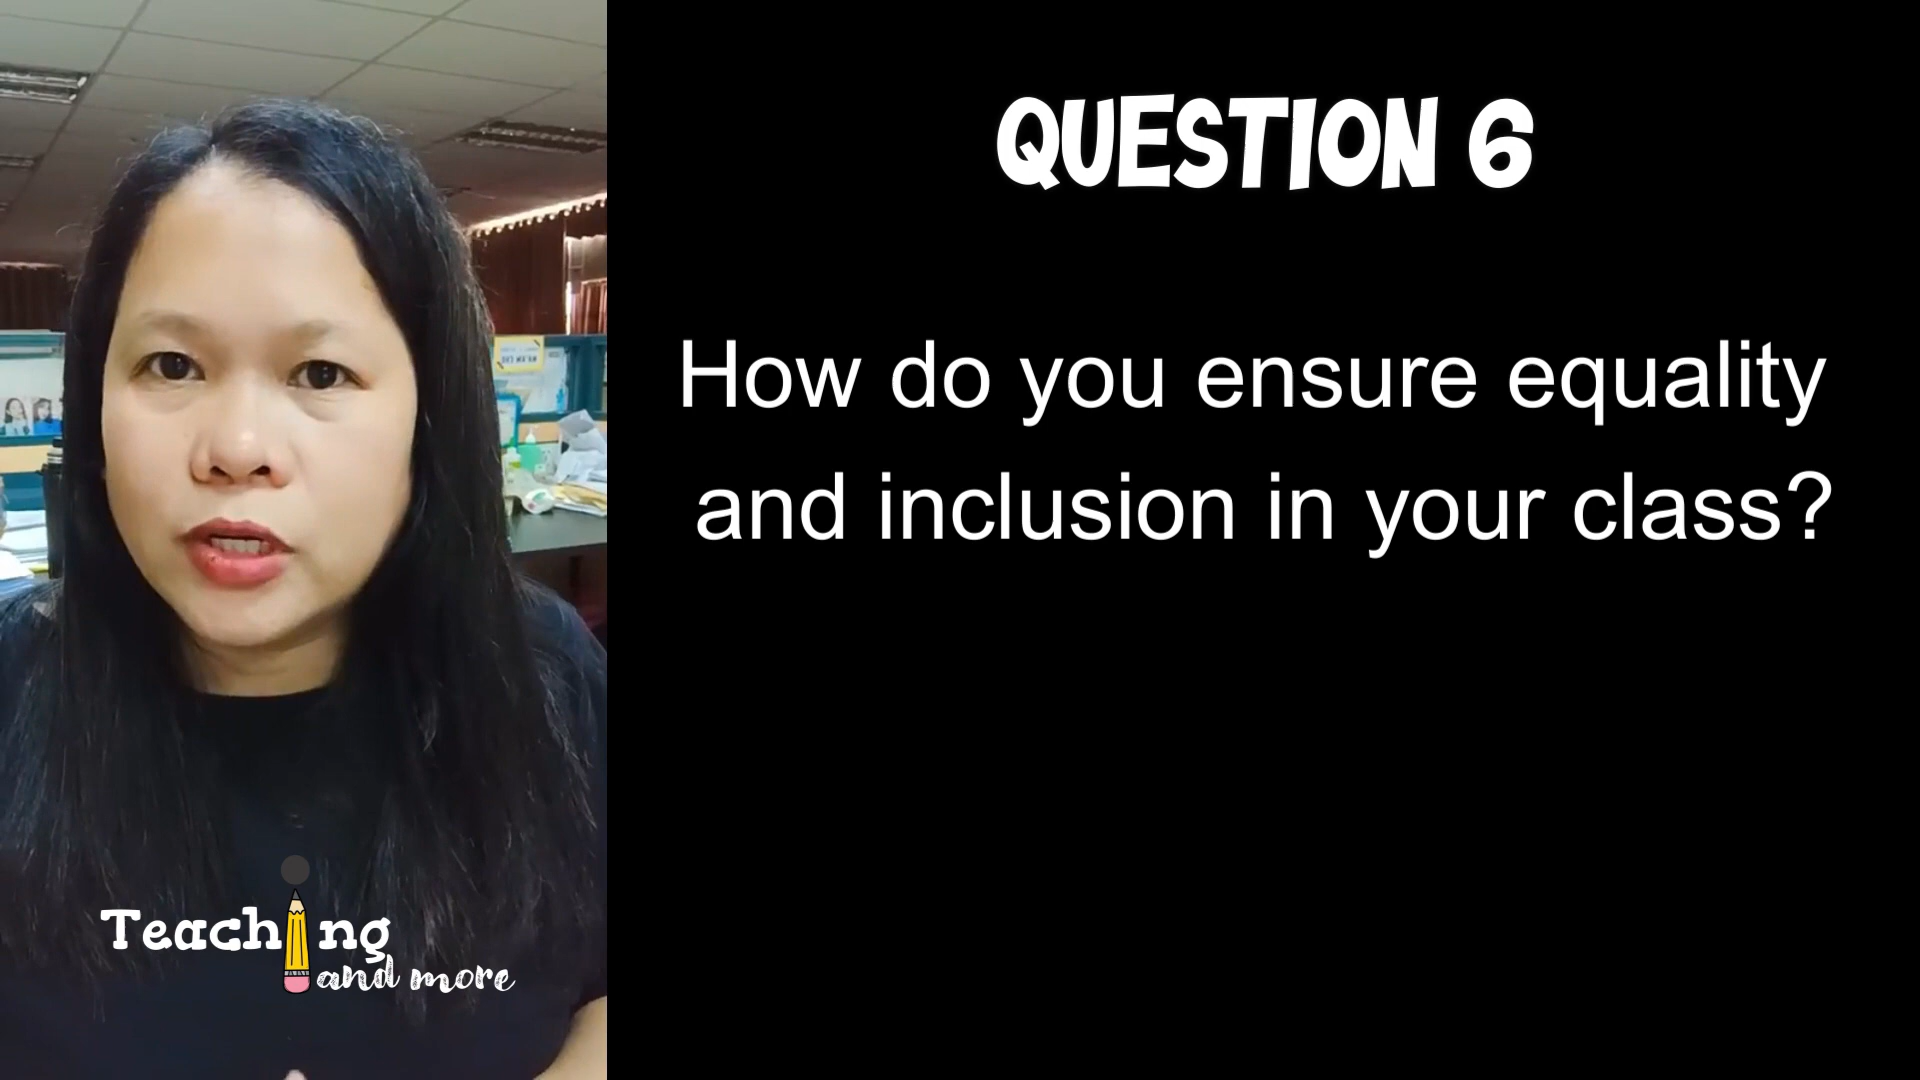 QUESTION 6
How do you ensure equality
and inclusion in your class?
Teaching
and more